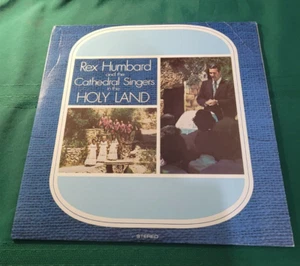 Rex Humbard
and the
Cathedral Singers
in the
HOLY LAND
STEREO